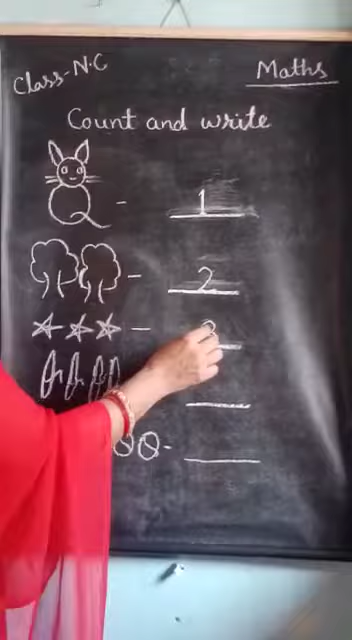 Class-N.C
Maths
Count and write
- 1
- 2
- 3
-